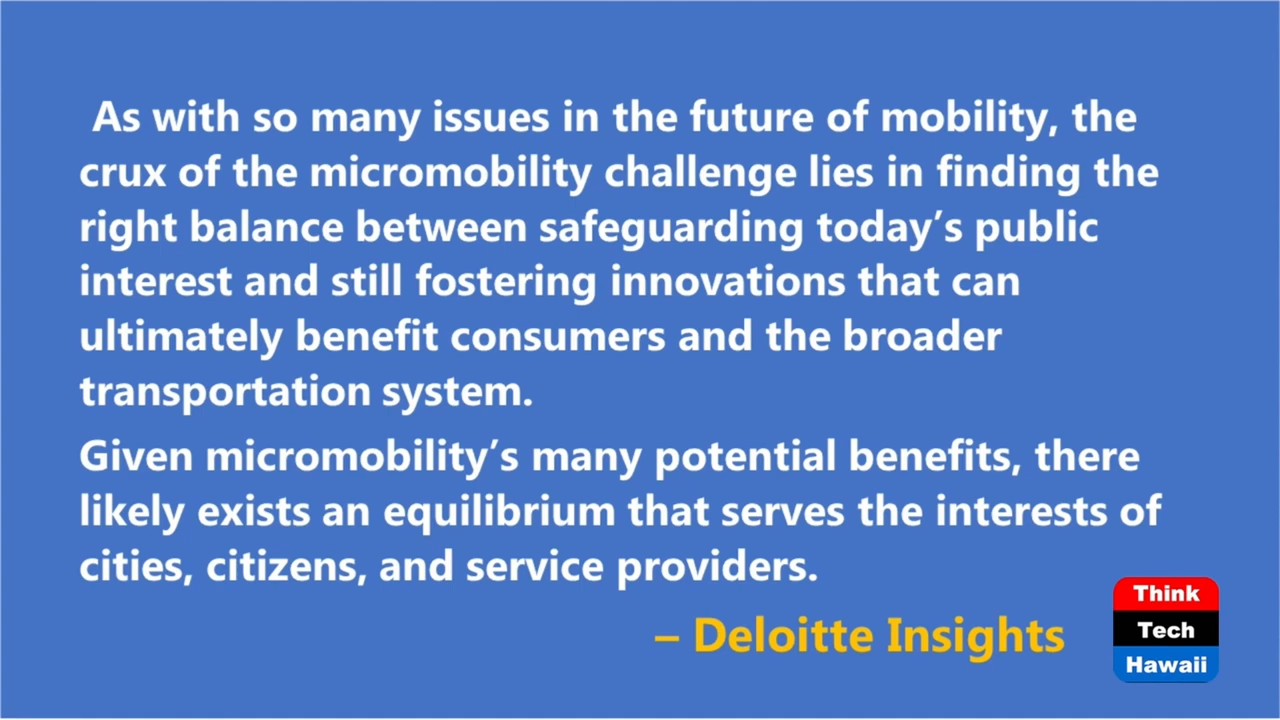 As with so many issues in the future of mobility, the
crux of the micromobility challenge lies in finding the
right balance between safeguarding today’s public
interest and still fostering innovations that can
ultimately benefit consumers and the broader
transportation system.
Given micromobility’s many potential benefits, there
likely exists an equilibrium that serves the interests of
cities, citizens, and service providers.
– Deloitte Insights
Think
Tech
Hawaii